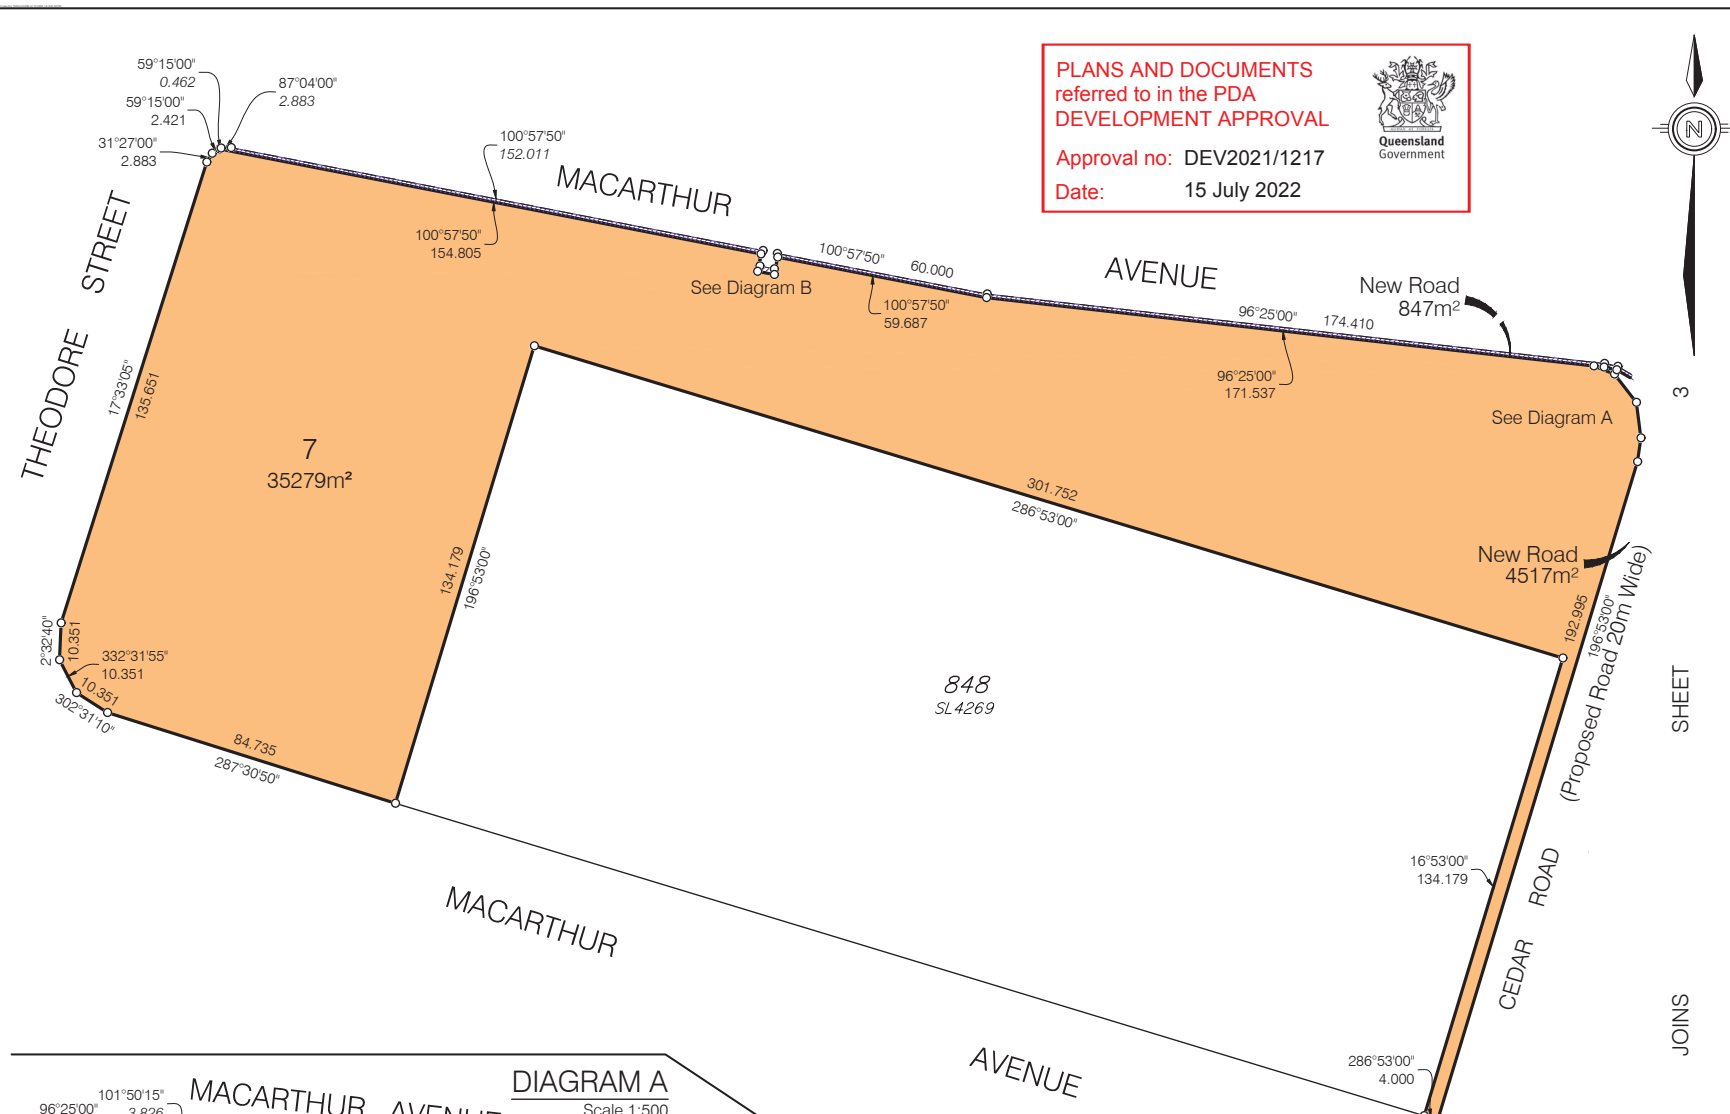 59°15'00"
0.462
87°04'00"
2.883
59°15'00"
2.421
31°27'00"
2.883
100°57'50"
152.011
MACARTHUR
AVENUE
PLANS AND DOCUMENTS
referred to in the PDA
DEVELOPMENT APPROVAL
Approval no: DEV2021/1217
Date: 15 July 2022
Queensland
Government
N
THEODORE STREET
100°57'50"
154.805
See Diagram B
100°57'50" 60.000
100°57'50"
59.687
96°25'00" 174.410
96°25'00"
171.537
New Road
847m²
See Diagram A
17°33'05"
135.651
7
35279m²
301.752
286°53'00"
134.179
196°53'00"
New Road
4517m²
192.995
196°53'00"
(Proposed Road 20m Wide)
2°32'40"
10.351
332°31'55"
10.351
10.351
302°31'10"
84.735
287°30'50"
848
SL4269
16°53'00"
134.179
CEDAR ROAD
MACARTHUR
AVENUE
286°53'00"
4.000
JOINS SHEET 3
DIAGRAM A
Scale 1:500
MACARTHUR AVENUE
101°50'15"
3.826
96°25'00"